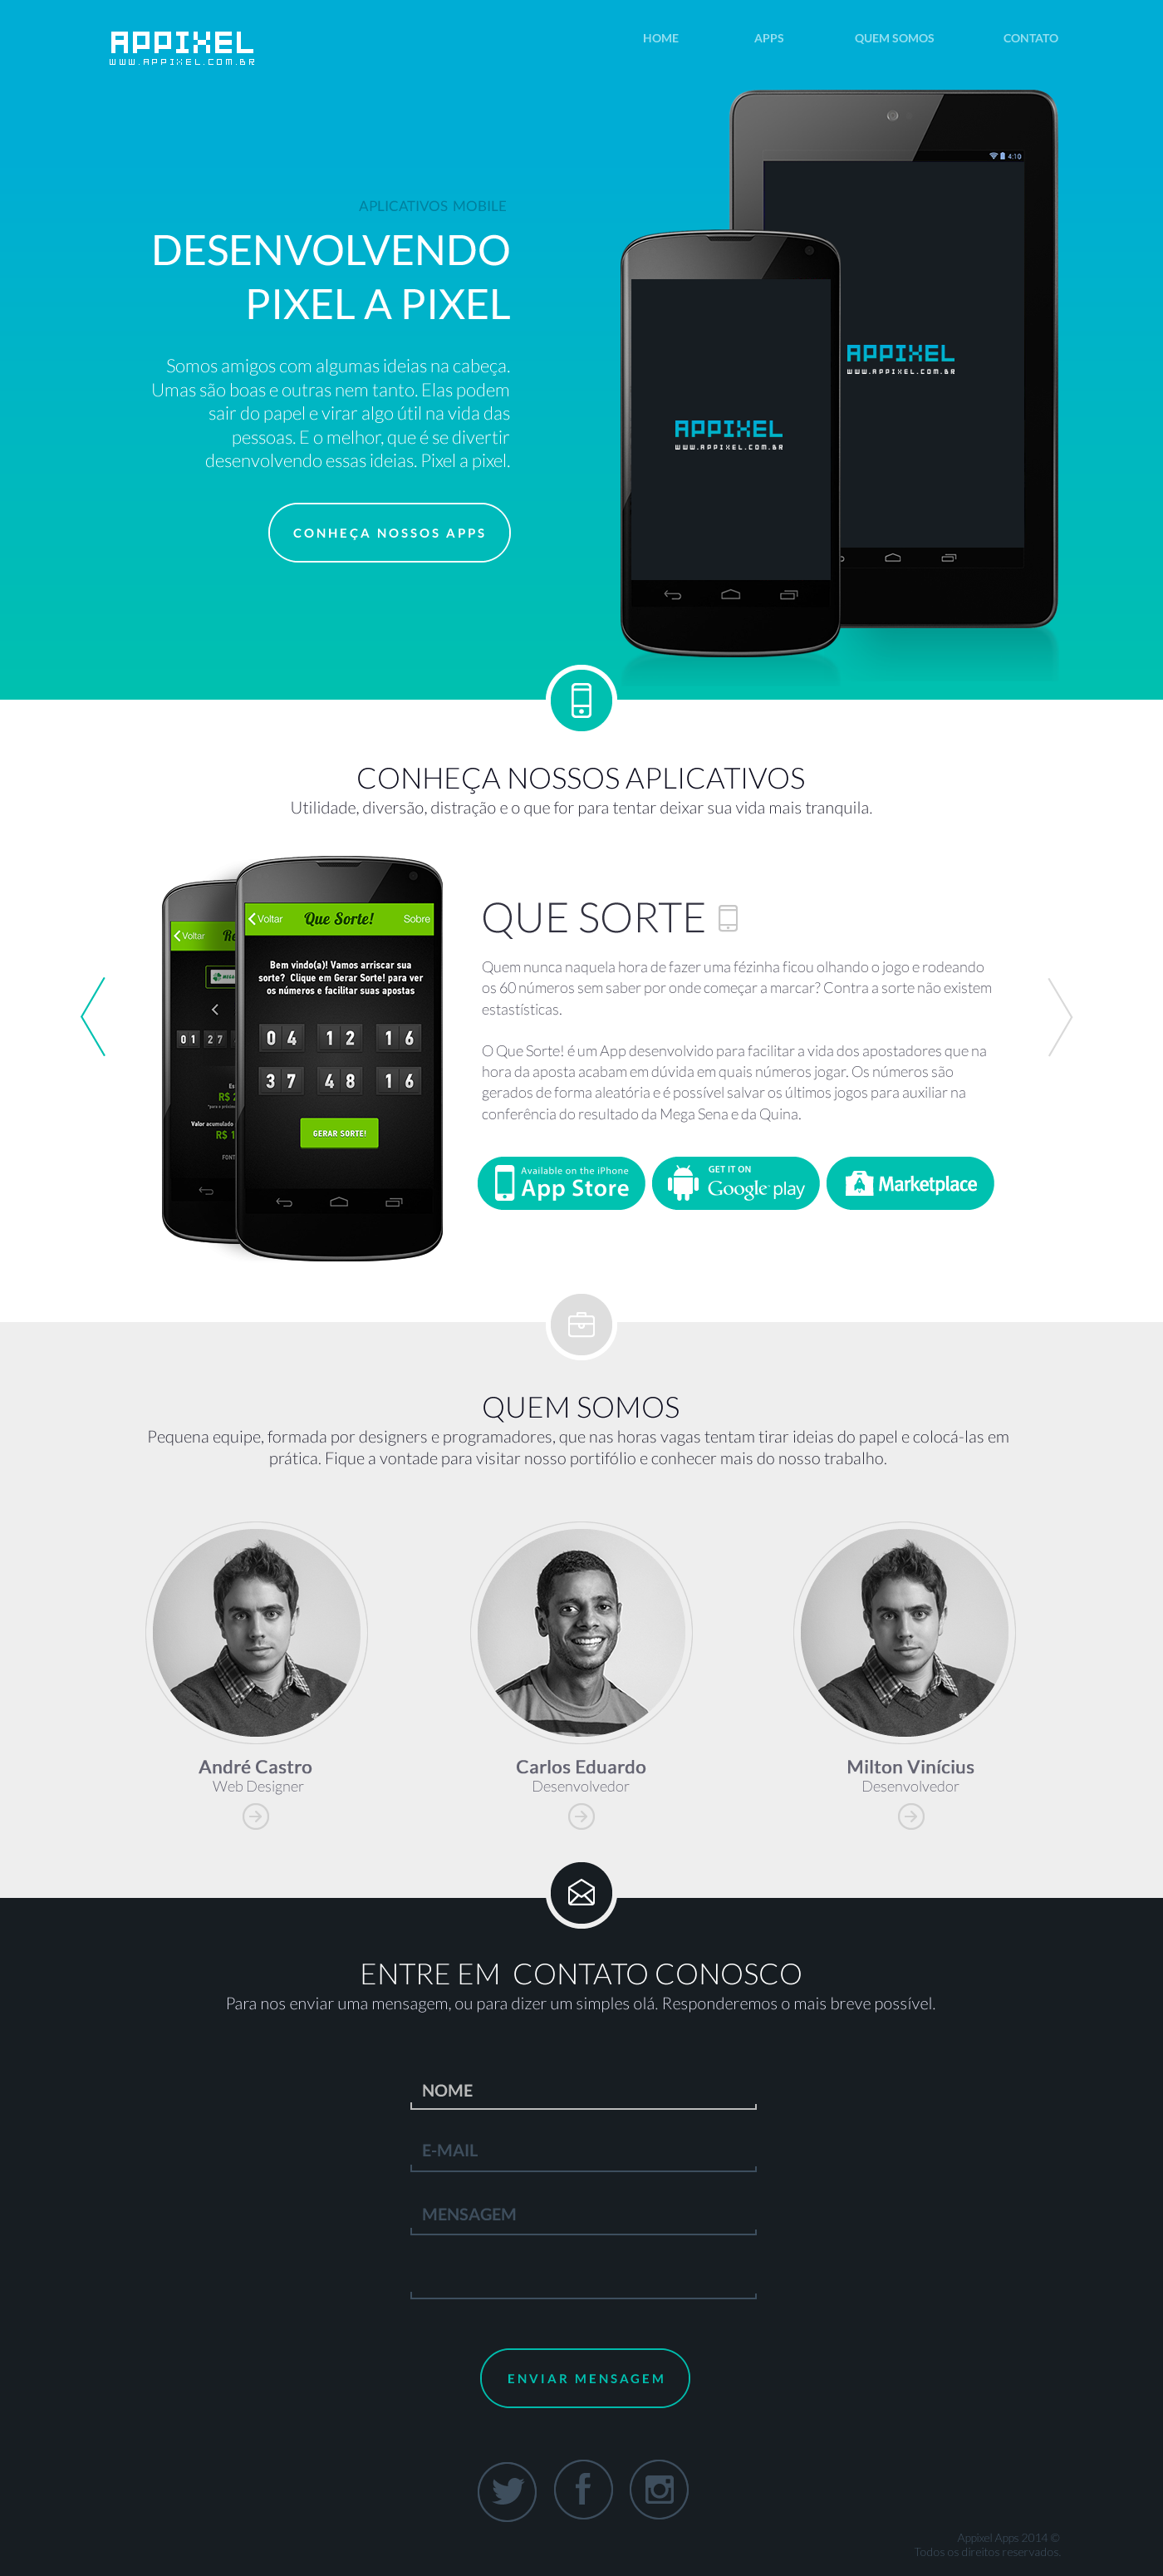 APPIXEL
WWW.APPIXEL.COM.BR
HOME
APPS
QUEM SOMOS
CONTATO
4:10
APLICATIVOS MOBILE
DESENVOLVENDO
PIXEL A PIXEL
Somos amigos com algumas ideias na cabeça.
Umas são boas e outras nem tanto. Elas podem
sair do papel e virar algo útil na vida das
pessoas. E o melhor, que é se divertir
desenvolvendo essas ideias. Pixel a pixel.
CONHEÇA NOSSOS APPS
APPIXEL
WWW.APPIXEL.COM.BR
APPIXEL
WWW.APPIXEL.COM.BR
CONHEÇA NOSSOS APLICATIVOS
Utilidade, diversão, distração e o que for para tentar deixar sua vida mais tranquila.
Voltar
01 27
Valor acumulado
Voltar
Que Sorte!
Sobre
Bem vindo(a)! Vamos arriscar sua
sorte? Clique em Gerar Sorte! para ver
os números e facilitar suas apostas
04 12 16
37 48 16
GERAR SORTE!
QUE SORTE
Quem nunca naquela hora de fazer uma fézinha ficou olhando o jogo e rodeando
os 60 números sem saber por onde começar a marcar? Contra a sorte não existem
estastísticas.
O Que Sorte! é um App desenvolvido para facilitar a vida dos apostadores que na
hora da aposta acabam em dúvida em quais números jogar. Os números são
gerados de forma aleatória e é possível salvar os últimos jogos para auxiliar na
conferência do resultado da Mega Sena e da Quina.
Available on the iPhone
App Store
GET IT ON
Google play
Marketplace
QUEM SOMOS
Pequena equipe, formada por designers e programadores, que nas horas vagas tentam tirar ideias do papel e colocá-las em
prática. Fique a vontade para visitar nosso portifólio e conhecer mais do nosso trabalho.
André Castro
Web Designer
Carlos Eduardo
Desenvolvedor
Milton Vinícius
Desenvolvedor
ENTRE EM CONTATO CONOSCO
Para nos enviar uma mensagem, ou para dizer um simples olá. Responderemos o mais breve possível.
NOME
E-MAIL
MENSAGEM
ENVIAR MENSAGEM
Appixel Apps 2014 ©
Todos os direitos reservados.